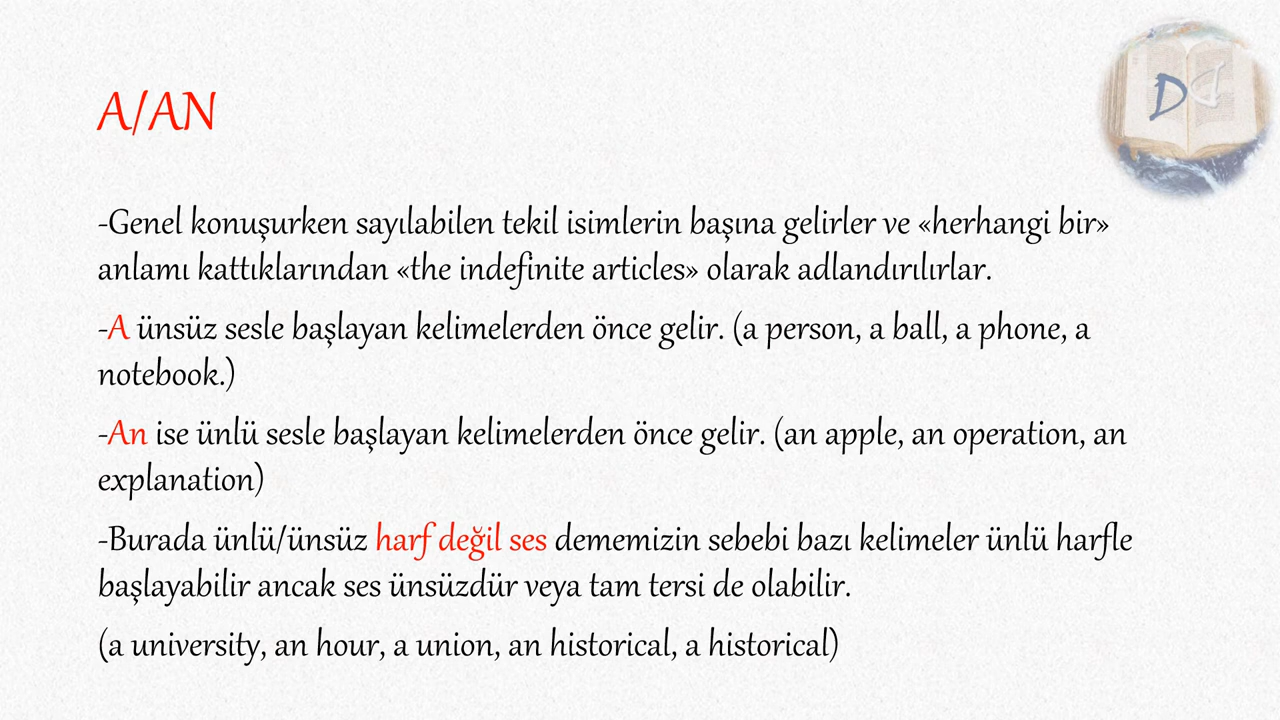 A/AN
-Genel konuşurken sayılabilen tekil isimlerin başına gelirler ve «herhangi bir»
anlamı kattıklarından «the indefinite articles» olarak adlandırılırlar.
-A ünsüz sesle başlayan kelimelerden önce gelir. (a person, a ball, a phone, a
notebook.)
-An ise ünlü sesle başlayan kelimelerden önce gelir. (an apple, an operation, an
explanation)
-Burada ünlü/ünsüz harf değil ses dememizin sebebi bazı kelimeler ünlü harfle
başlayabilir ancak ses ünsüzdür veya tam tersi de olabilir.
(a university, an hour, a union, an historical, a historical)